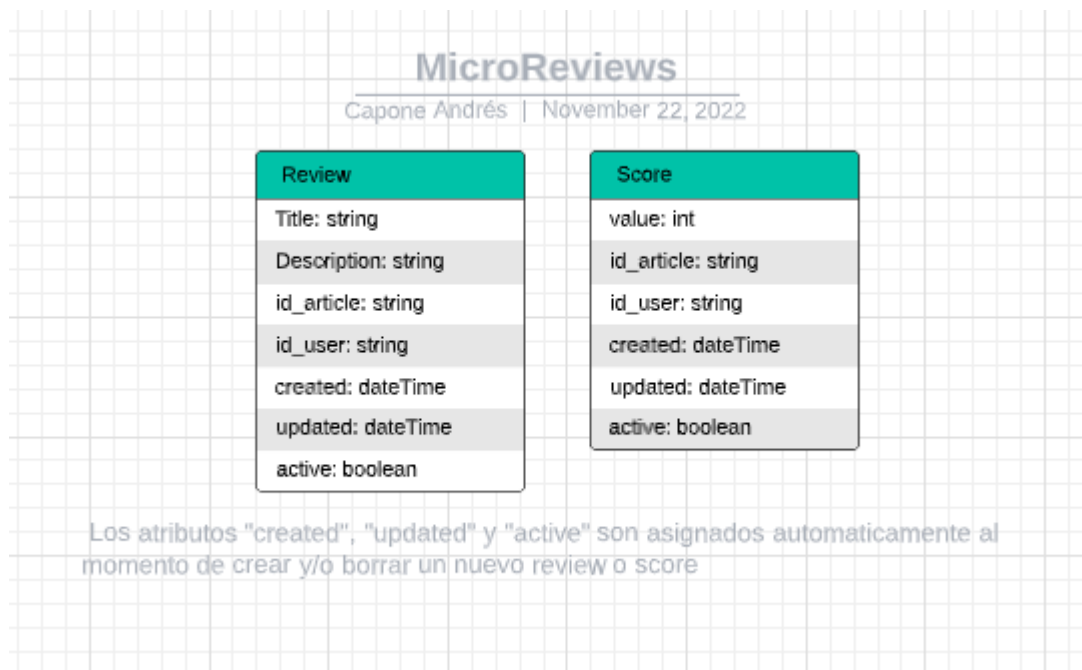 MicroReviews
Capone Andrés | November 22, 2022
Review
Title: string
Description: string
id_article: string
id_user: string
created: dateTime
updated: dateTime
active: boolean
Score
value: int
id_article: string
id_user: string
created: dateTime
updated: dateTime
active: boolean
Los atributos "created", "updated" y "active" son asignados automaticamente al
momento de crear y/o borrar un nuevo review o score